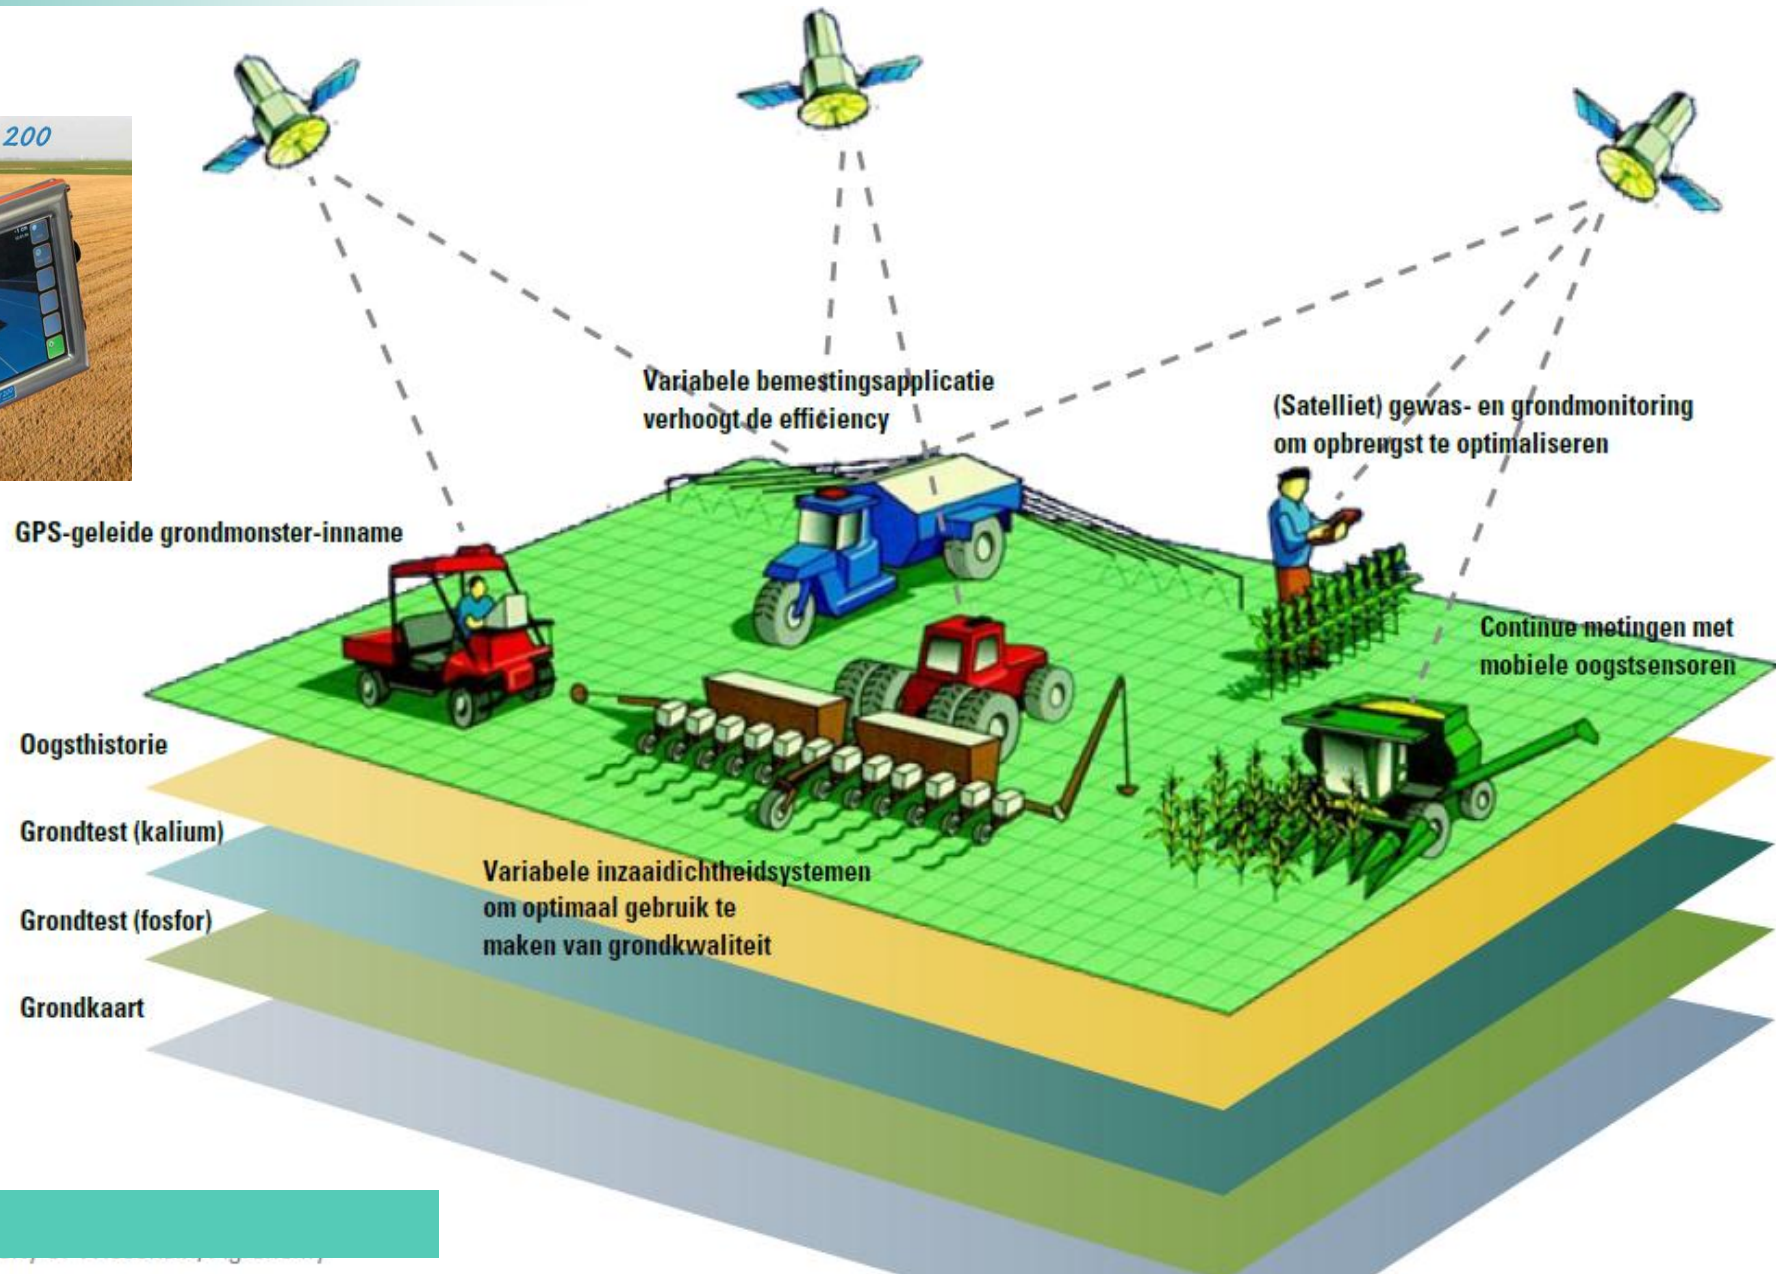 200
Variabele bemestingsapplicatie
verhoogt de efficiency
(Satelliet) gewas- en grondmonitoring
om opbrengst te optimaliseren
GPS-geleide grondmonster-inname
Continue metingen met
mobiele oogstsensoren
Oogsthistorie
Grondtest (kalium)
Variabele inzaaidichtheidsystemen
om optimaal gebruik te
maken van grondkwaliteit
Grondtest (fosfor)
Grondkaart